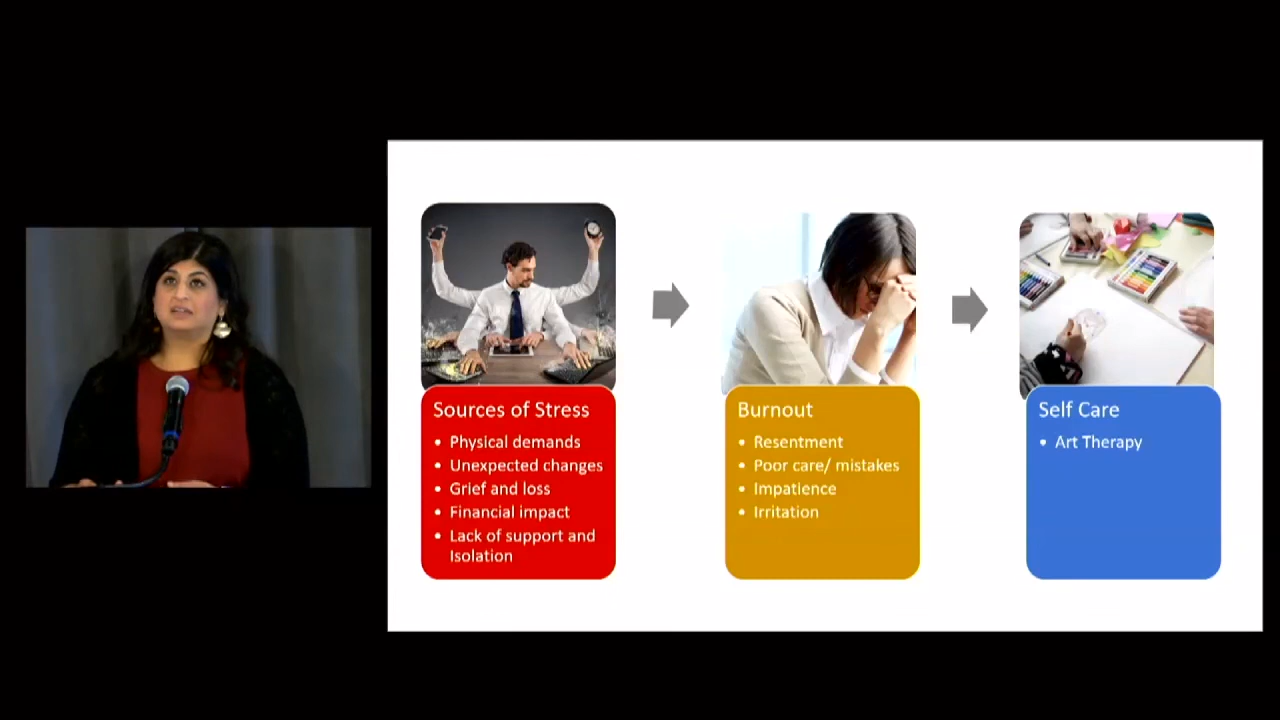 Sources of Stress
• Physical demands
• Unexpected changes
• Grief and loss
• Financial impact
• Lack of support and
Isolation
Burnout
• Resentment
• Poor care/ mistakes
• Impatience
• Irritation
Self Care
• Art Therapy